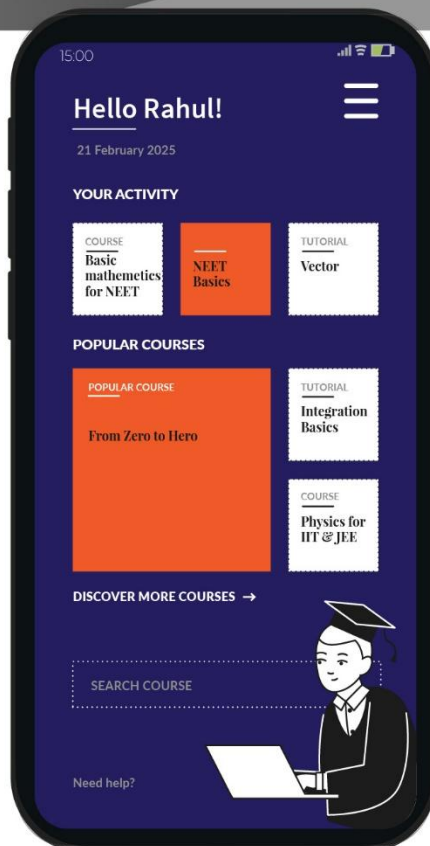 15:00
Hello Rahul!
21 February 2025
YOUR ACTIVITY
COURSE
Basic
mathemetics
for NEET
NEET
Basics
TUTORIAL
Vector
POPULAR COURSES
POPULAR COURSE
From Zero to Hero
TUTORIAL
Integration
Basics
COURSE
Physics for
IIT & JEE
DISCOVER MORE COURSES →
SEARCH COURSE
Need help?